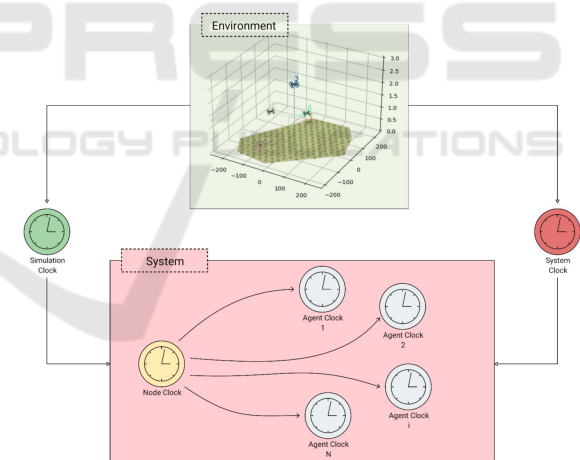 Environment
3.0
2.5
2.0
1.5
1.0
0.5
0.0
200
100
0
−100
−200
−200
−100
0
100
200
Simulation
Clock
System
Clock
System
Agent Clock
1
Agent Clock
2
Node Clock
Agent Clock
i
Agent Clock
N